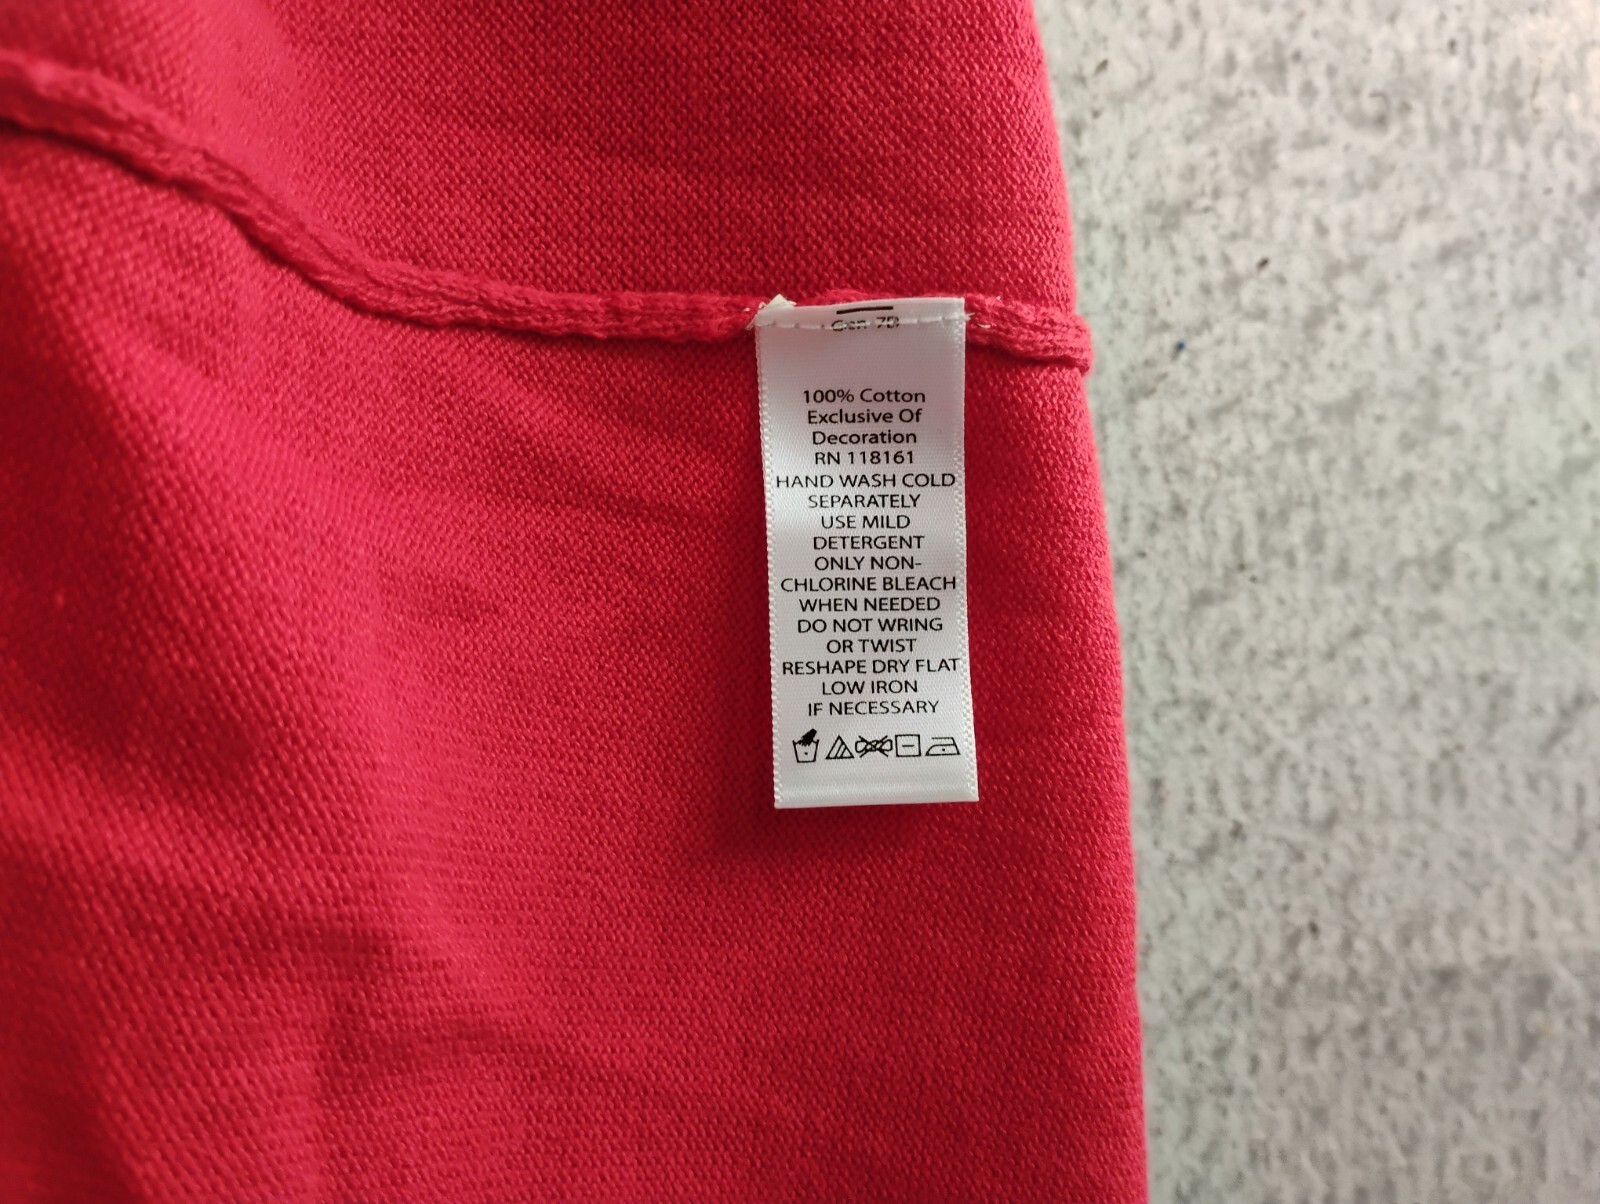 100% Cotton
Exclusive Of
Decoration
RN 118161
HAND WASH COLD
SEPARATELY
USE MILD
DETERGENT
ONLY NON-
CHLORINE BLEACH
WHEN NEEDED
DO NOT WRING
OR TWIST
RESHAPE DRY FLAT
LOW IRON
IF NECESSARY